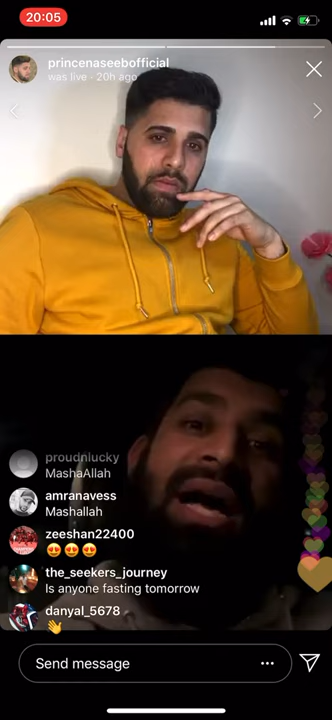 20:05
princenaseebofficial
was live · 20h ago
proudnlucky
MashaAllah
amranavess
Mashallah
zeeshan22400
😍😍😍
the_seekers_journey
Is anyone fasting tomorrow
danyal_5678
👋
Send message